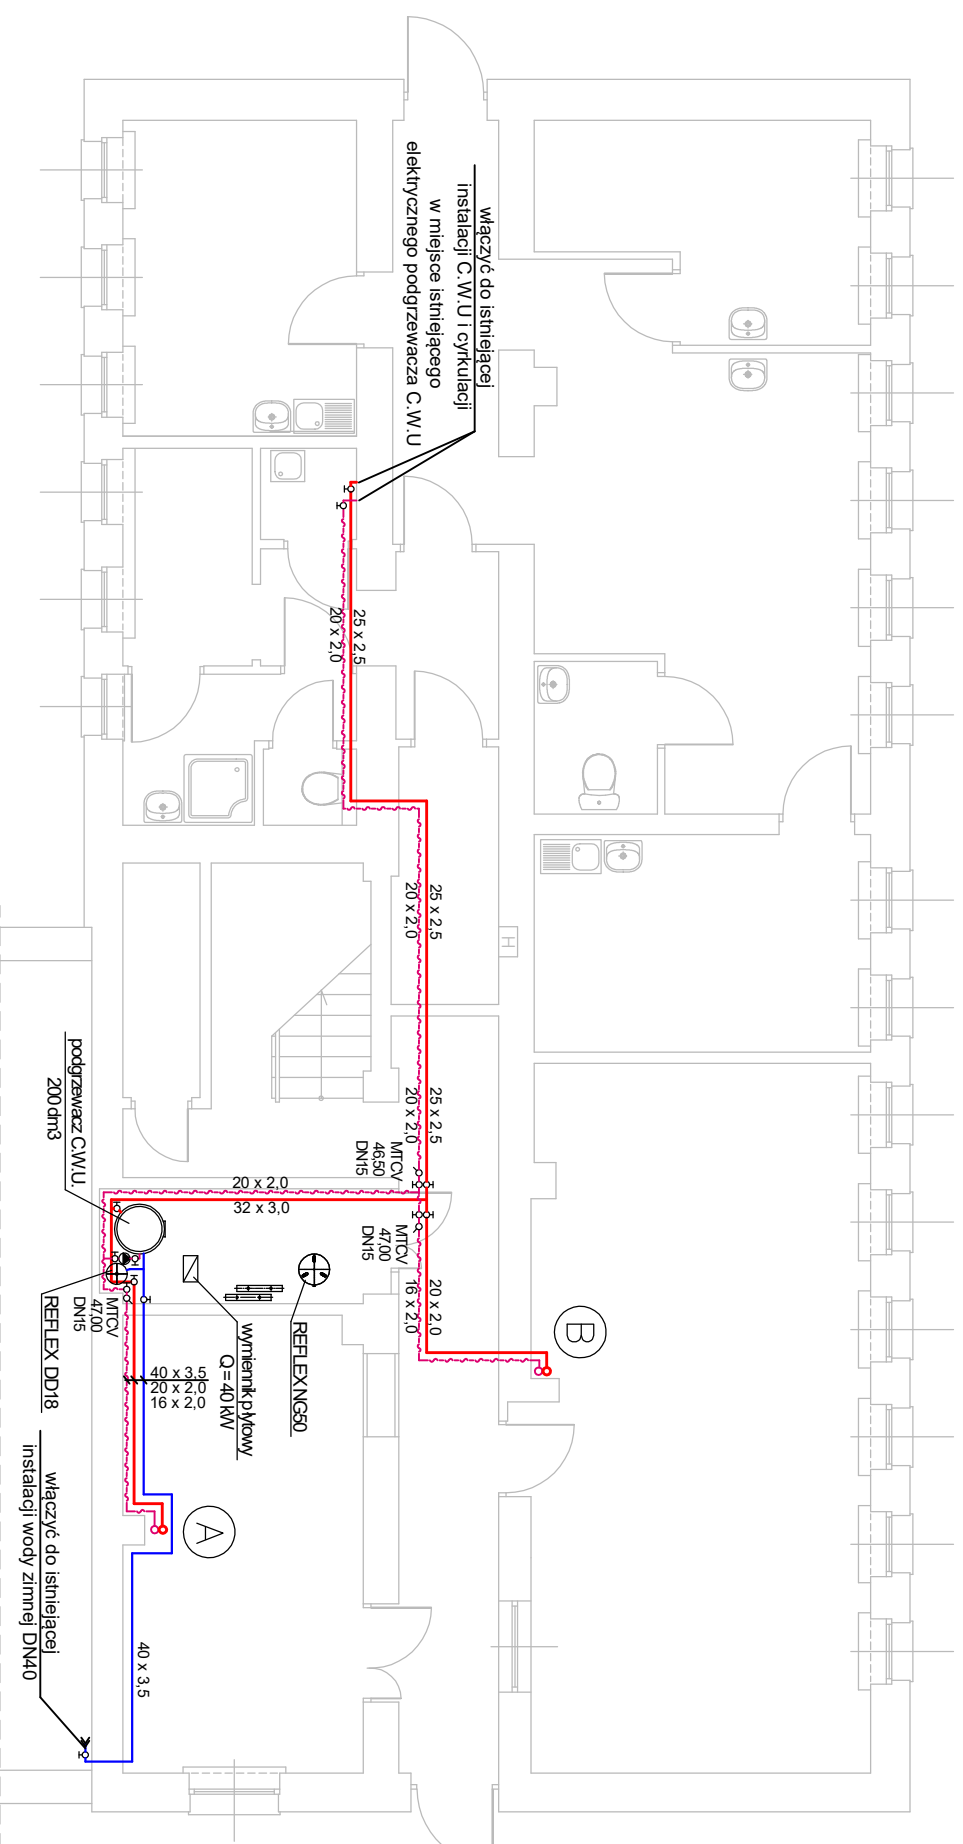 włączyć do istniejącej
instalacji C.W.U i cyrkulacji
w miejsce istniejącego
elektrycznego podgrzewacza C.W.U
25 x 2,5
20 x 2,0
25 x 2,5
20 x 2,0
H
25 x 2,5
20 x 2,0
MTCV
46,50
DN15
20 x 2,0
32 x 3,0
MTCV
47,00
DN15
20 x 2,0
16 x 2,0
B
podgrzewacz C.W.U.
200dm3
REFLEX NG50
wymiennik płytowy
Q = 40 kW
MTCV
47,00
DN15
REFLEX DD18
40 x 3,5
20 x 2,0
16 x 2,0
A
40 x 3,5
włączyć do istniejącej
instalacji wody zimnej DN40